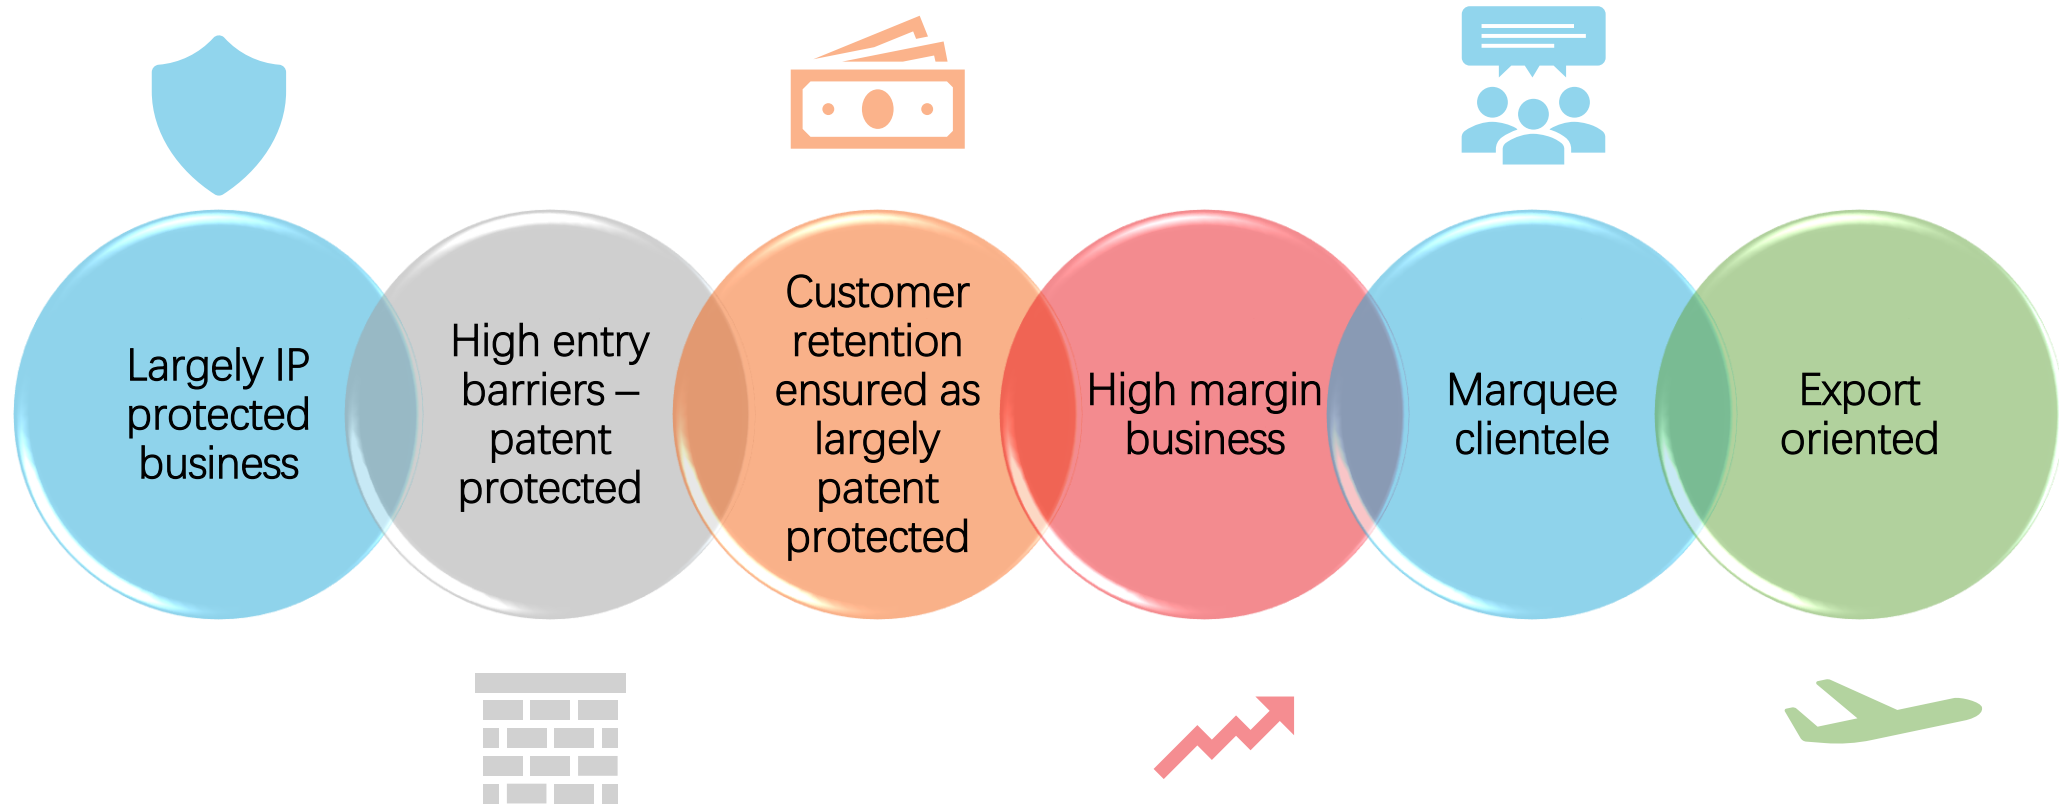 Largely IP
protected
business
High entry
barriers –
patent
protected
Customer
retention
ensured as
largely
patent
protected
High margin
business
Marquee
clientele
Export
oriented